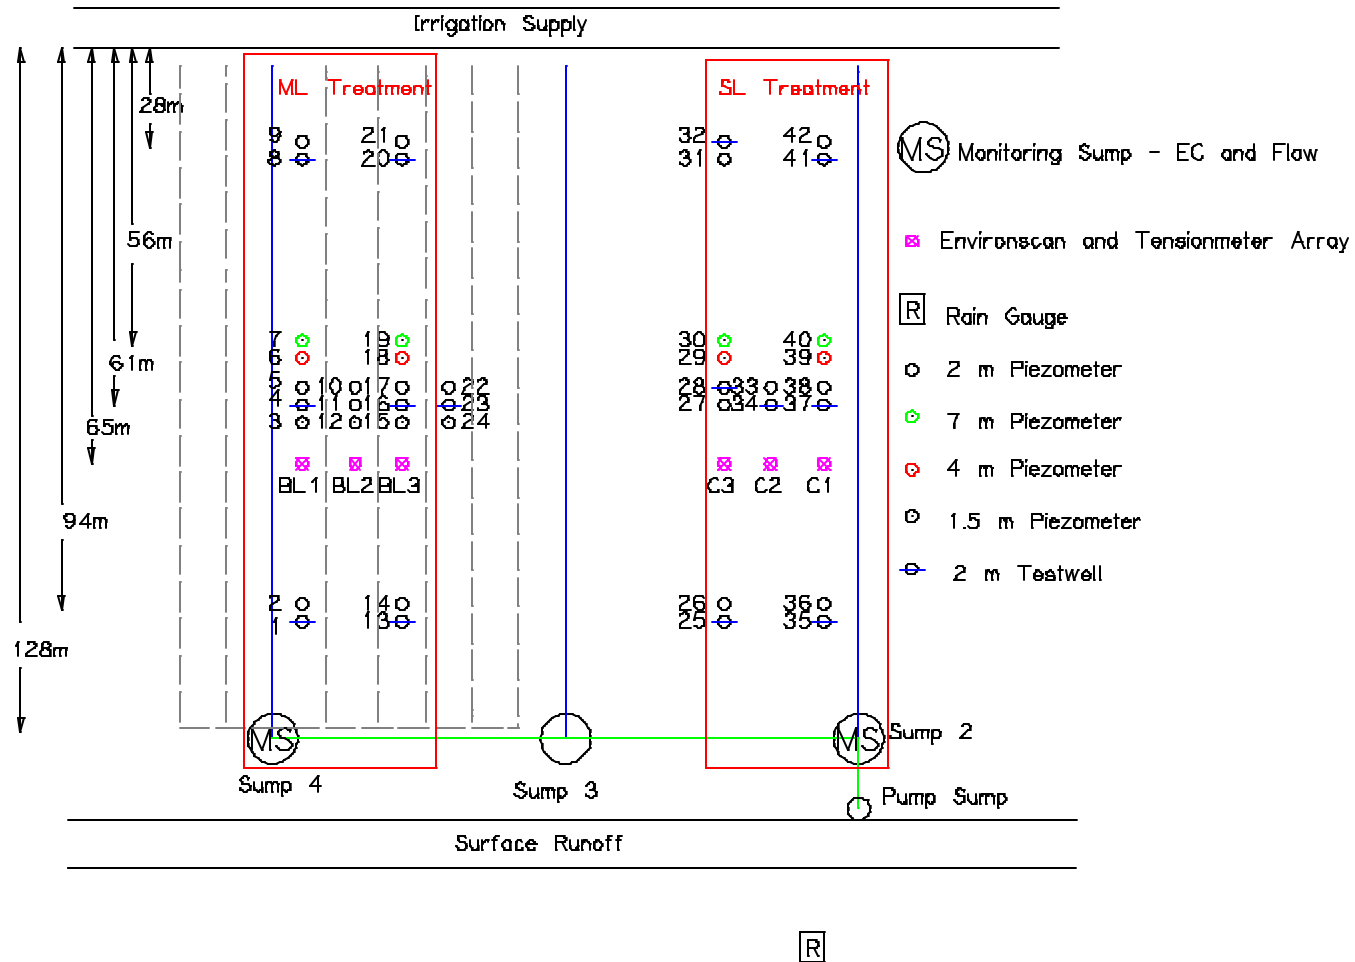 Irrigation Supply
ML Treatment
SL Treatment
28m
9 21 32 42
8 20 31 41
MS Monitoring Sump - EC and Flow
56m
Environscan and Tensionmeter Array
R Rain Gauge
7 19 30 40
6 18 29 39
61m
2 m Piezometer
5 10 17 22 28 33 38
4 11 16 23 27 34 37
3 12 15 24
7 m Piezometer
65m
4 m Piezometer
BL1 BL2 BL3 C3 C2 C1
94m
1.5 m Piezometer
2 m Testwell
2 14 26 36
1 13 25 35
128m
MS MS Sump 2
Sump 4 Sump 3
Pump Sump
Surface Runoff
R